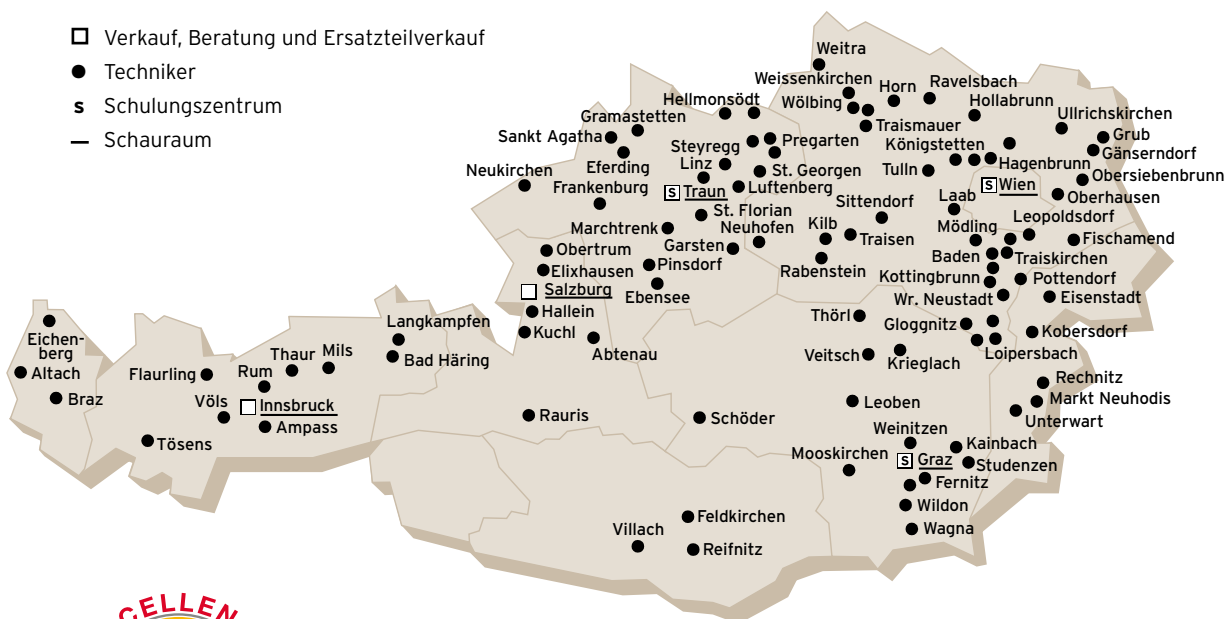 Verkauf, Beratung und Ersatzteilverkauf
Techniker
s Schulungszentrum
Schauraum
Weitra
Weissenkirchen
Horn
Ravelsbach
Wölbing
Hollabrunn
Hellmonsödt
Ullrichskirchen
Gramastetten
Traismauer
Grub
Sankt Agatha
Steyregg
Pregarten
Königstetten
Gänserndorf
Eferding
Linz
Hagenbrunn
Neukirchen
St. Georgen
Tulln
Obersiebenbrunn
Frankenburg
s Traun
Luftenberg
s Wien
Laab
Oberhausen
Sittendorf
St. Florian
Leopoldsdorf
Marchtrenk
Neuhofen
Kilb
Mödling
Traisen
Fischamend
Obertrum
Garsten
Baden
Traiskirchen
Elixhausen
Pinsdorf
Rabenstein
Kottingbrunn
Pottendorf
Salzburg
Ebensee
Wr. Neustadt
Eisenstadt
Hallein
Thörl
Langkampfen
Gloggnitz
Kuchl
Kobersdorf
Eichen-
berg
Thaur
Mils
Bad Häring
Abtenau
Veitsch
Krieglach
Loipersbach
Altach
Flaurling
Rum
Rechnitz
Braz
Völs
Innsbruck
Markt Neuhodis
Leoben
Rauris
Schöder
Unterwart
Ampass
Weinitzen
Tösens
Kainbach
Mooskirchen
s Graz
Studenzen
Fernitz
Wildon
Feldkirchen
Wagna
Villach
Reifnitz
GELLEN